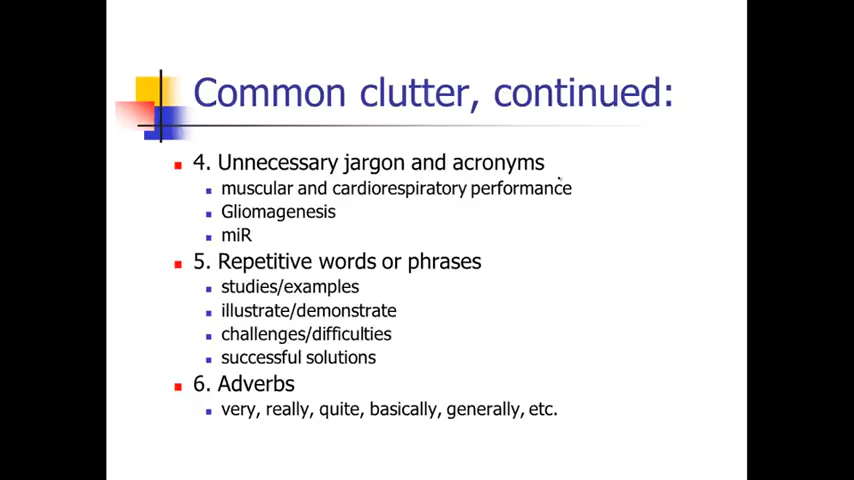 Common clutter, continued:
4. Unnecessary jargon and acronyms
muscular and cardiorespiratory performance
Gliomagenesis
miR
5. Repetitive words or phrases
studies/examples
illustrate/demonstrate
challenges/difficulties
successful solutions
6. Adverbs
very, really, quite, basically, generally, etc.